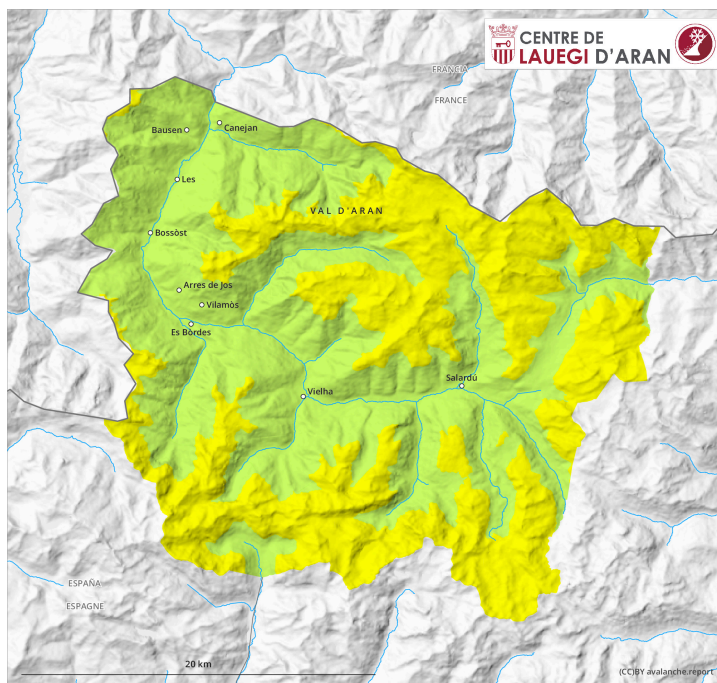 CENTRE DE
LAUEGI D'ARAN
FRANCIA
FRANCE
Bausen
Canejan
Les
VAL D'ARAN
Bossòst
Arres de Jos
Vilamòs
Es Bòrdes
Salardú
Vielha
ESPAÑA
ESPAGNE
20 km
(CC)BY avalanche.report